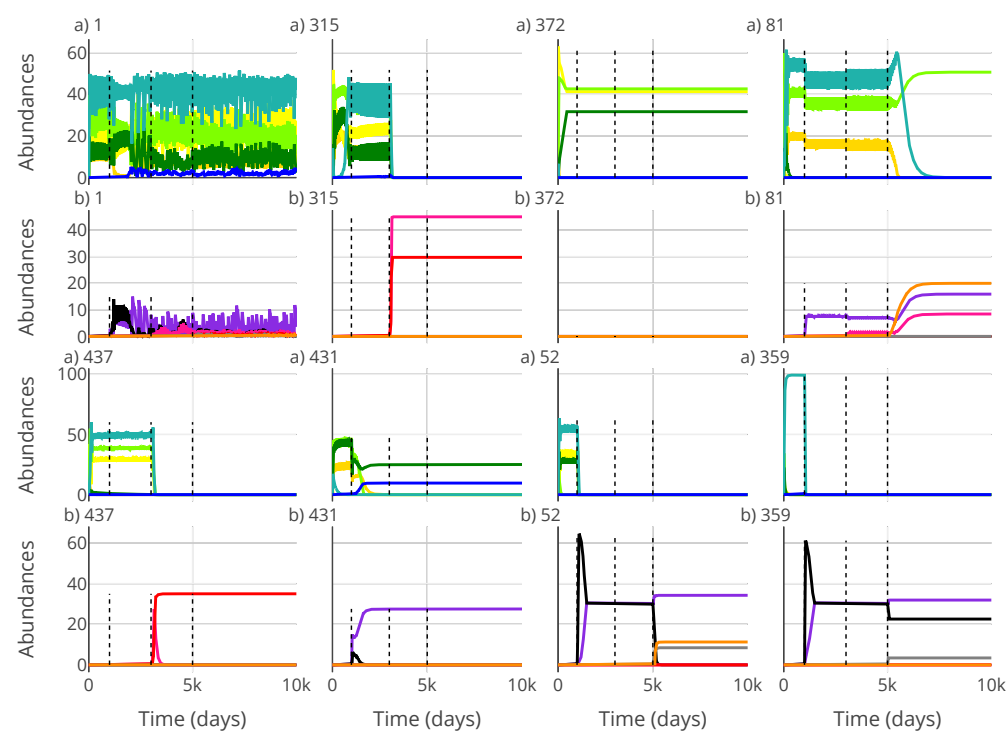 a) 1 a) 315 a) 372 a) 81
Abundances
60
40
20
0
b) 1 b) 315 b) 372 b) 81
Abundances
40
30
20
10
0
a) 437 a) 431 a) 52 a) 359
Abundances
100
50
0
b) 437 b) 431 b) 52 b) 359
Abundances
60
40
20
0
0 5k 10k 0 5k 10k 0 5k 10k 0 5k 10k
Time (days) Time (days) Time (days) Time (days)